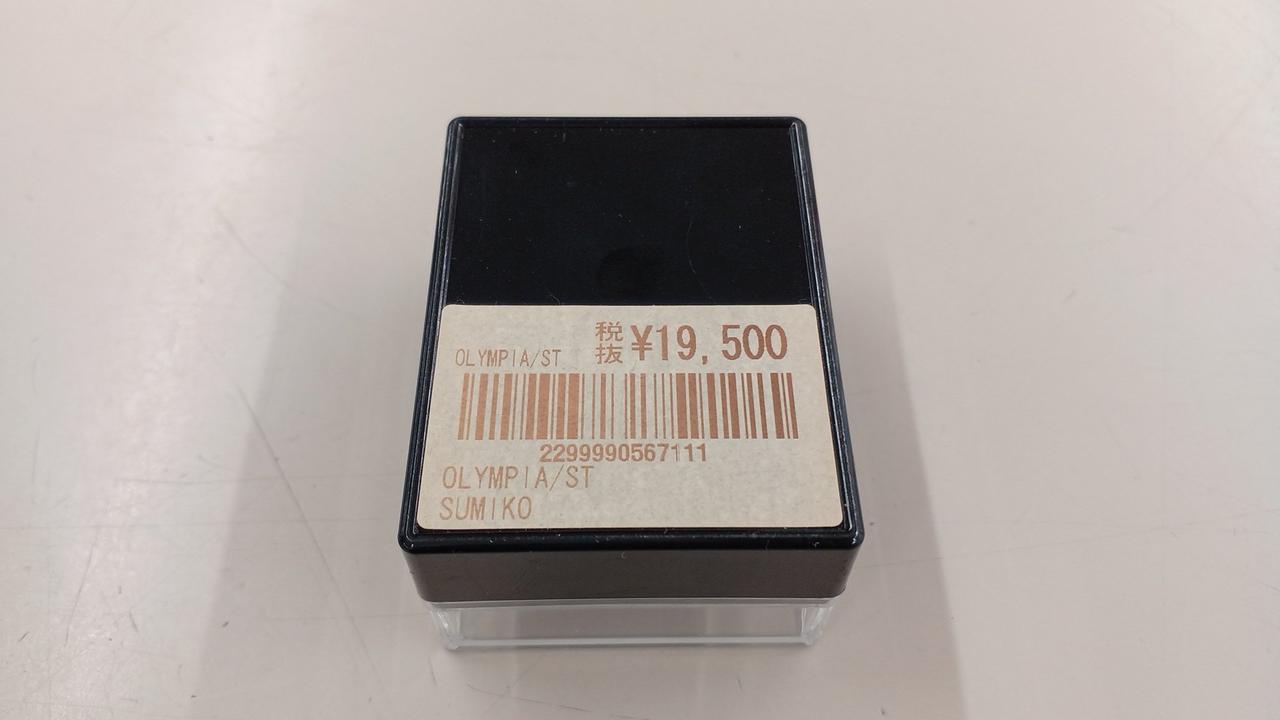 OLYMPIA/ST 税抜 ¥19,500
2299990567111
OLYMPIA/ST
SUMIKO